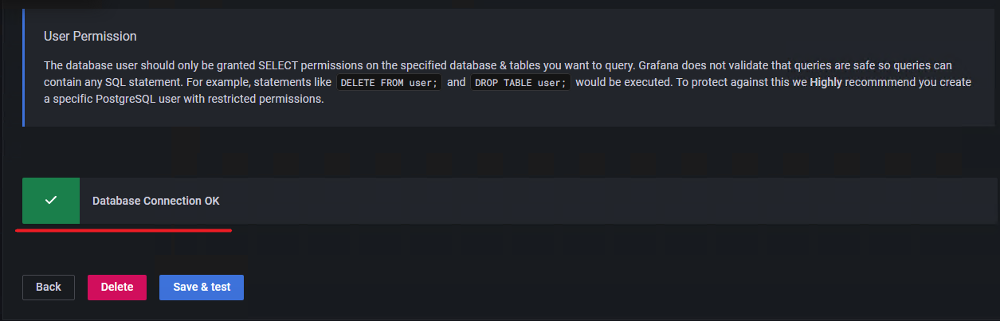 User Permission
The database user should only be granted SELECT permissions on the specified database & tables you want to query. Grafana does not validate that queries are safe so queries can
contain any SQL statement. For example, statements like DELETE FROM user; and DROP TABLE user; would be executed. To protect against this we Highly recommmend you create
a specific PostgreSQL user with restricted permissions.
Database Connection OK
Back Delete Save & test